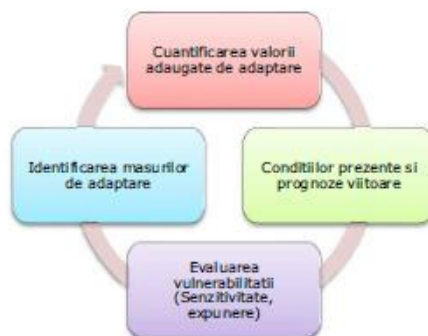 Cuantificarea valorii
adaugate de adaptare
Conditiilor prezente si
prognoze viitoare
Evaluarea
vulnerabilitatii
(Senzitivitate,
expunere)
Identificarea masurilor
de adaptare